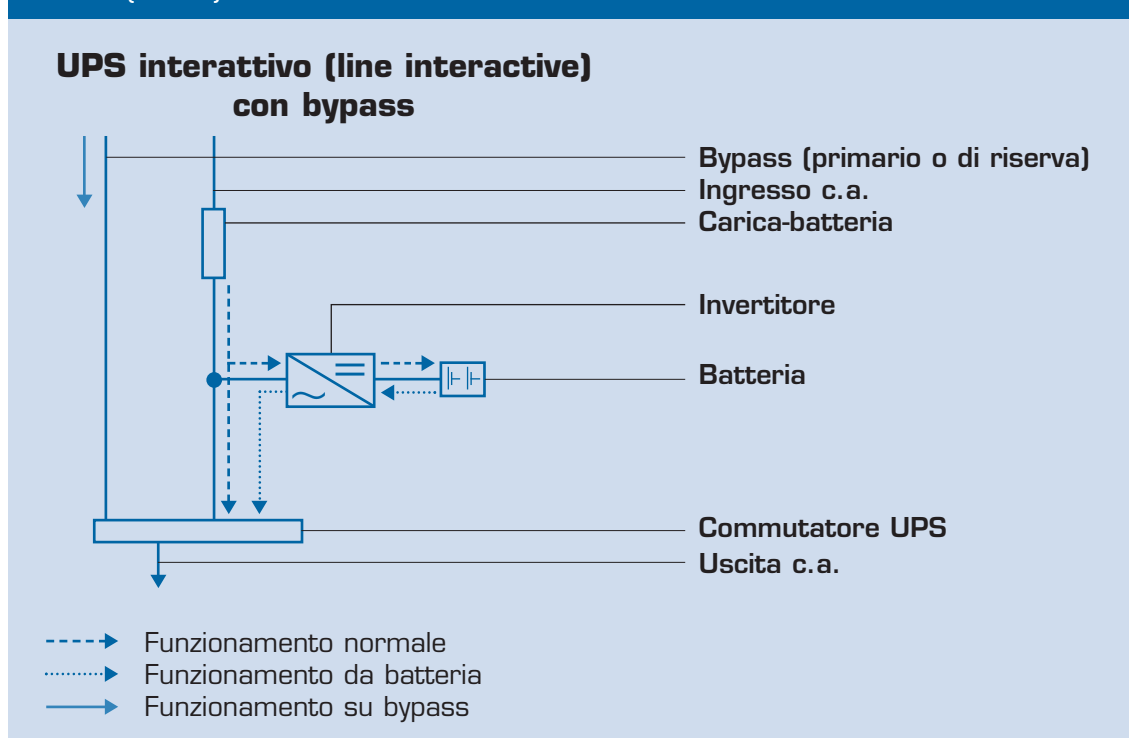 UPS interattivo (line interactive)
con bypass
Bypass (primario o di riserva)
Ingresso c.a.
Carica-batteria
Invertitore
Batteria
Commutatore UPS
Uscita c.a.
Funzionamento normale
Funzionamento da batteria
Funzionamento su bypass